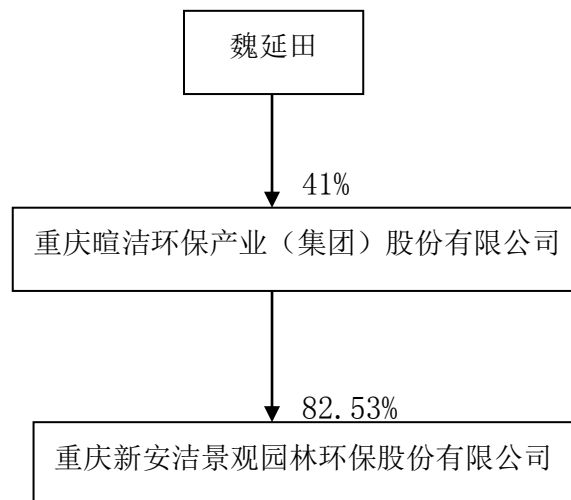 魏延田
41%
重庆暄洁环保产业（集团）股份有限公司
82.53%
重庆新安洁景观园林环保股份有限公司